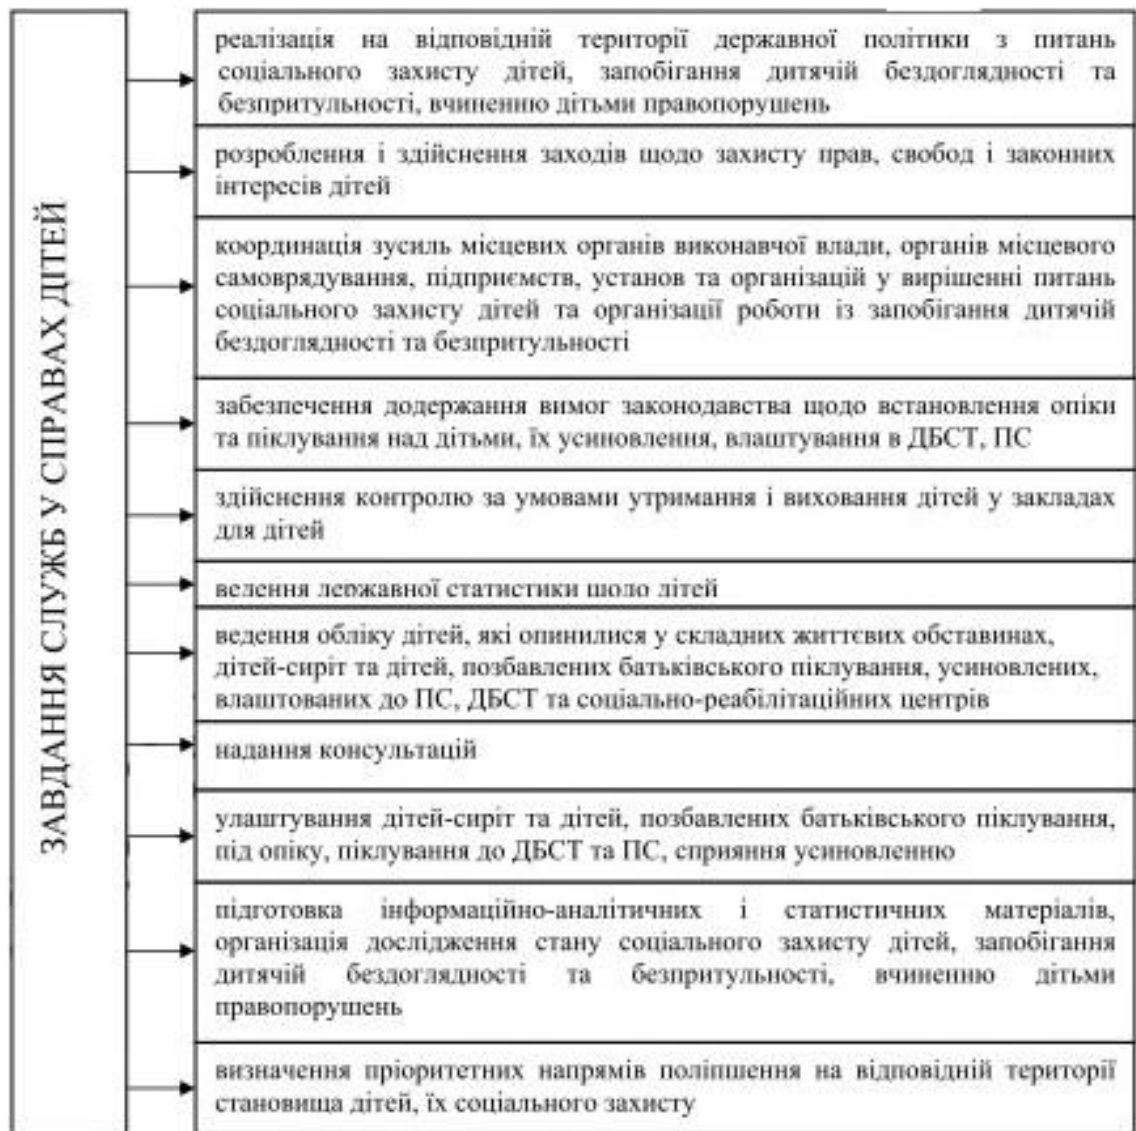 ЗАВДАННЯ СЛУЖБ У СПРАВАХ ДІТЕЙ
реалізація на відповідній території державної політики з питань
соціального захисту дітей, запобігання дитячій бездоглядності та
безпритульності, вчиненню дітьми правопорушень
розроблення і здійснення заходів щодо захисту прав, свобод і законних
інтересів дітей
координація зусиль місцевих органів виконавчої влади, органів місцевого
самоврядування, підприємств, установ та організацій у вирішенні питань
соціального захисту дітей та організації роботи із запобігання дитячій
бездоглядності та безпритульності
забезпечення додержання вимог законодавства щодо встановлення опіки
та піклування над дітьми, їх усиновлення, влаштування в ДБСТ, ПС
здійснення контролю за умовами утримання і виховання дітей у закладах
для дітей
ведення державної статистики щодо дітей
ведення обліку дітей, які опинилися у складних життєвих обставинах,
дітей-сиріт та дітей, позбавлених батьківського піклування, усиновлених,
влаштованих до ПС, ДБСТ та соціально-реабілітаційних центрів
надання консультацій
улаштування дітей-сиріт та дітей, позбавлених батьківського піклування,
під опіку, піклування до ДБСТ та ПС, сприяння усиновленню
підготовка інформаційно-аналітичних і статистичних матеріалів,
організація дослідження стану соціального захисту дітей, запобігання
дитячій бездоглядності та безпритульності, вчиненню дітьми
правопорушень
визначення пріоритетних напрямів поліпшення на відповідній території
становища дітей, їх соціального захисту